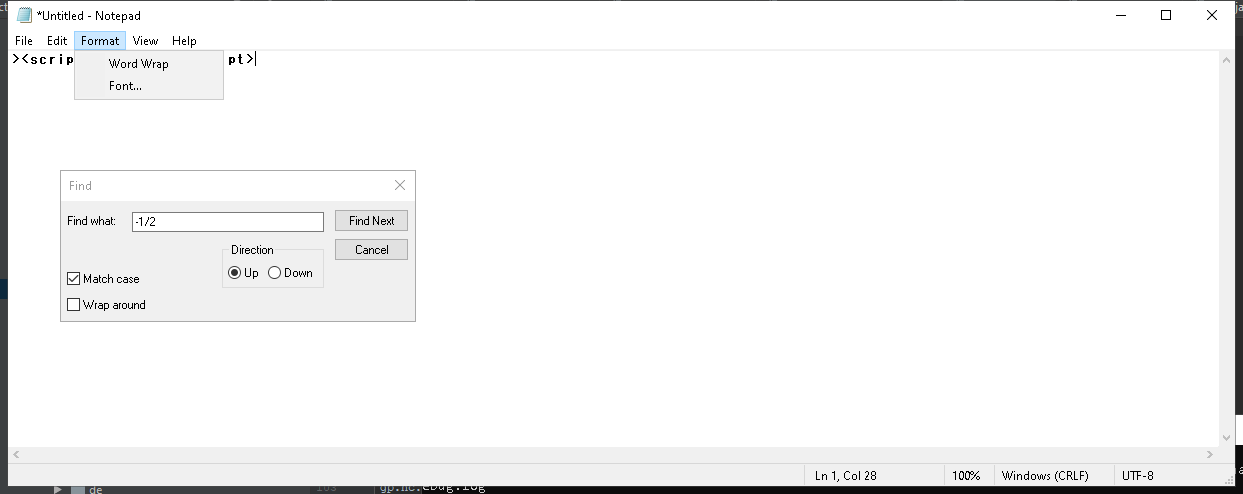 *Untitled - Notepad
File Edit Format View Help
><scrip pt>
Word Wrap
Font...
Find
Find what: -1/2 Find Next
Direction Cancel
Up Down
Match case
Wrap around
Ln 1, Col 28 100% Windows (CRLF) UTF-8
de